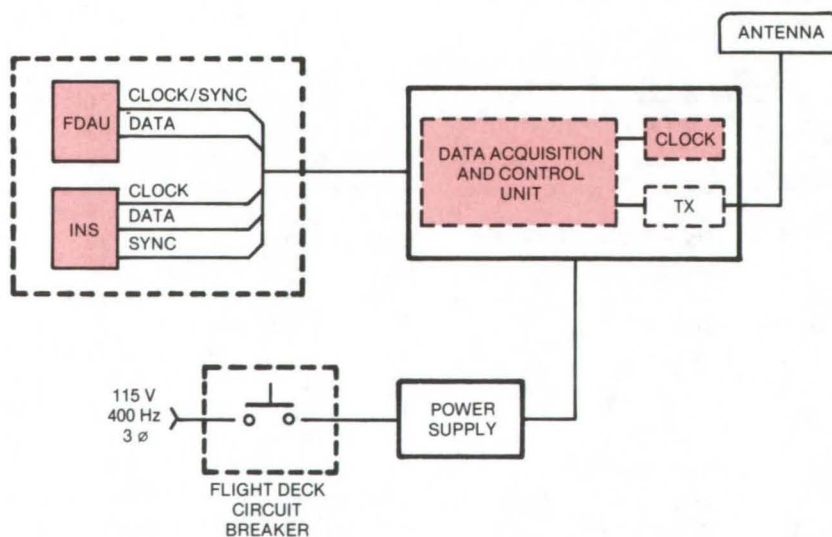 ANTENNA
FDAU
CLOCK/SYNC
DATA
INS
CLOCK
DATA
SYNC
DATA ACQUISITION
AND CONTROL
UNIT
CLOCK
TX
115 V
400 Hz
3 ø
FLIGHT DECK
CIRCUIT
BREAKER
POWER
SUPPLY